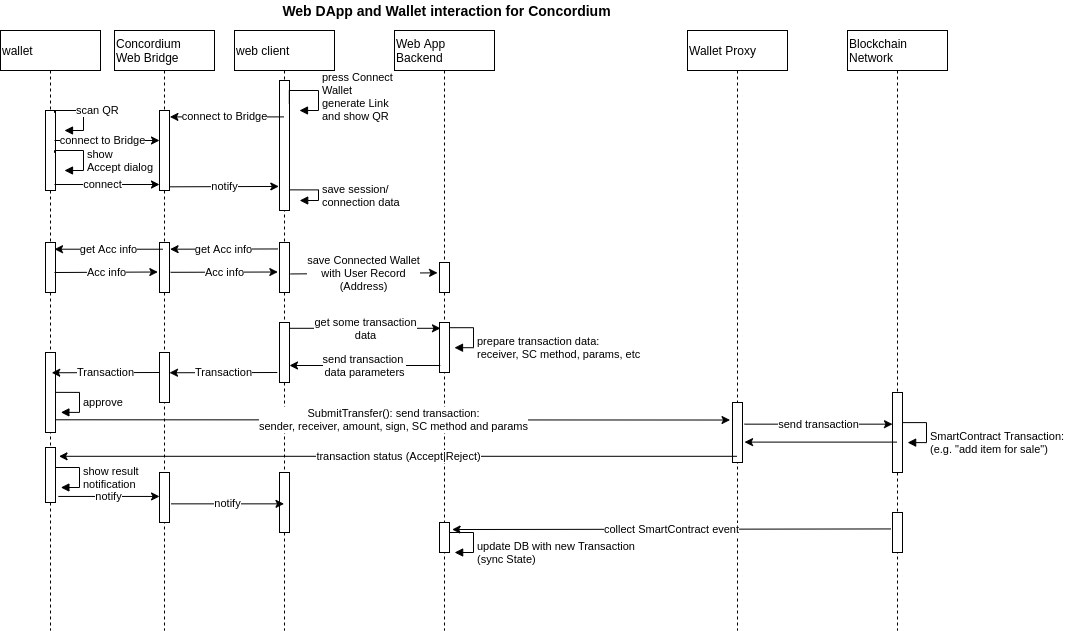 Web DApp and Wallet interaction for Concordium
wallet
Concordium
Web Bridge
web client
Web App
Backend
Wallet Proxy
Blockchain
Network
press Connect
Wallet
generate Link
and show QR
scan QR
connect to Bridge
connect to Bridge
show
Accept dialog
connect
notify
save session/
connection data
get Acc info
get Acc info
Acc info
Acc info
save Connected Wallet
with User Record
(Address)
get some transaction
data
prepare transaction data:
receiver, SC method, params, etc
send transaction
data parameters
Transaction
Transaction
approve
SubmitTransfer(): send transaction:
sender, receiver, amount, sign, SC method and params
send transaction
SmartContract Transaction:
(e.g. "add item for sale")
transaction status (Accept|Reject)
show result
notification
notify
notify
collect SmartContract event
update DB with new Transaction
(sync State)